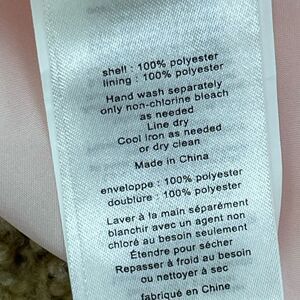 shell : 100% polyester
lining : 100% polyester
Hand wash separately
only non-chlorine bleach
as needed
Line dry
Cool iron as needed
or dry clean
Made in China
enveloppe : 100% polyester
doublure : 100% polyester
Laver à la main séparément
blanchir avec un agent non
chloré au besoin seulement
Étendre pour sécher
Repasser à froid au besoin
ou nettoyer à sec
fabriqué en Chine